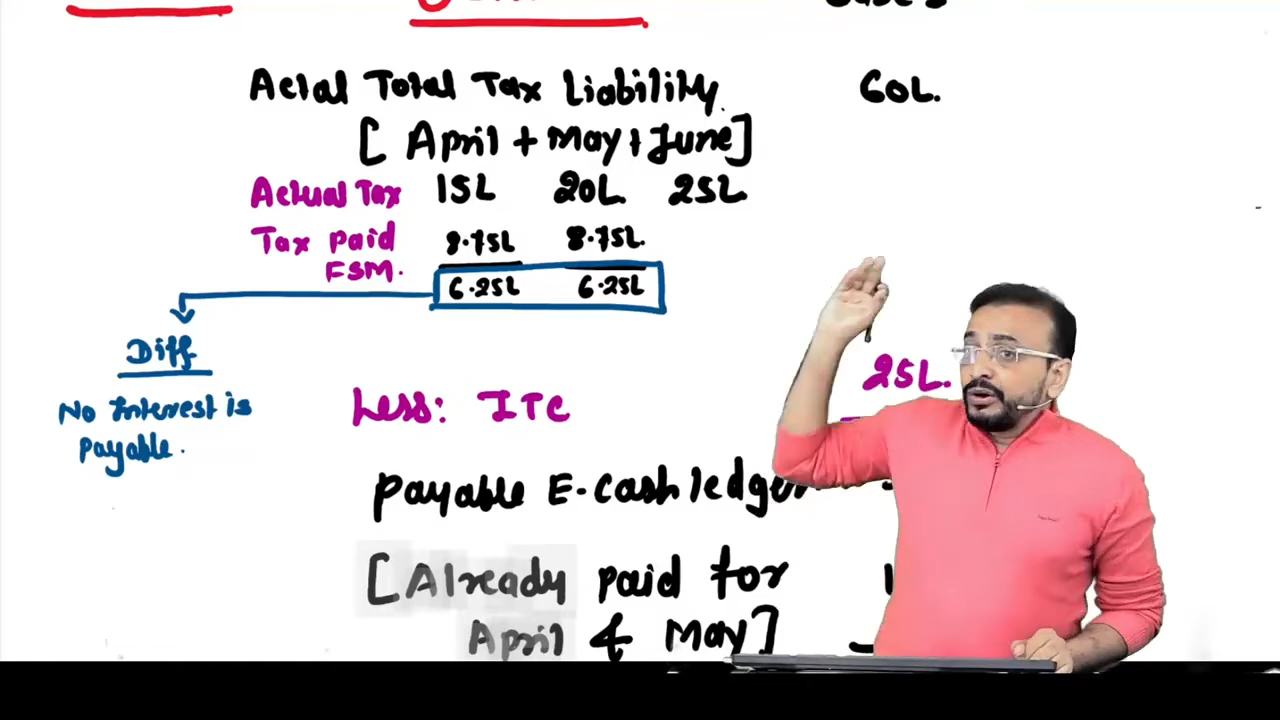 Actal Total Tax Liability. 60L.
[April + May + June]
Actual Tax 15L 20L. 25L
Tax Paid 8.75L 8.75L.
FSM. 6.25L 6.25L
Diff
No Interest is
payable.
25L.
Less: ITC
Payable E-cash ledger
[Already paid for
April & May]